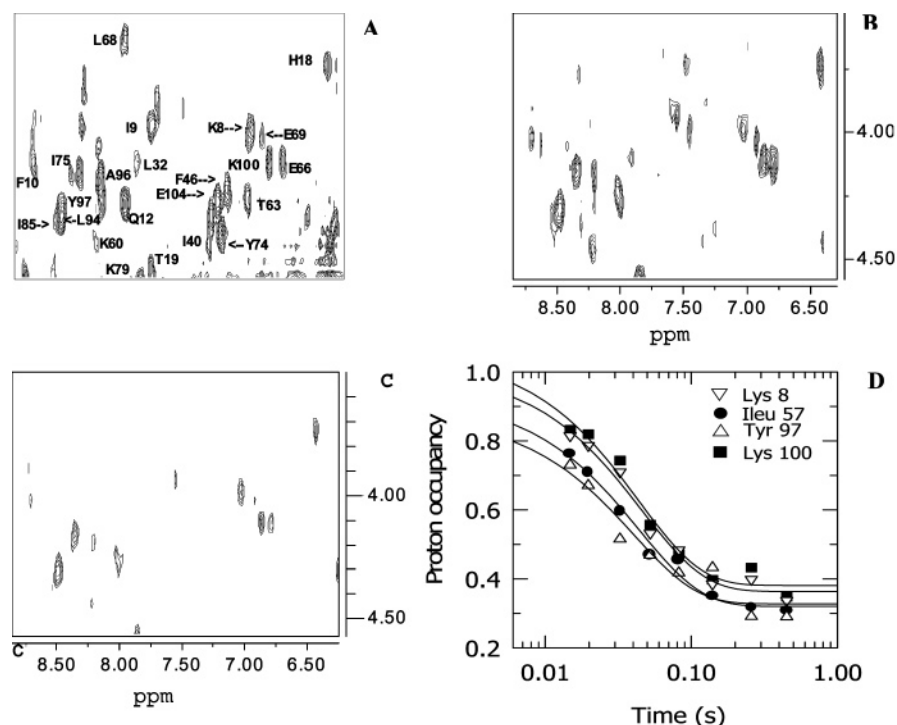 A
L68
H18
I9
K8-->
<--E69
L32
I75
F10
A96
K100
E66
F46-->
E104-->
Y97
T63
I85->
<-L94
Q12
K60
I40
<--Y74
K79
T19
B
4.00
4.50
8.50 8.00 7.50 7.00 6.50
ppm
C
4.00
4.50
C
8.50 8.00 7.50 7.00 6.50
ppm
D
1.0
Lys 8
Ileu 57
Tyr 97
Lys 100
0.8
0.6
0.4
0.2
Proton occupancy
0.01 0.10 1.00
Time (s)